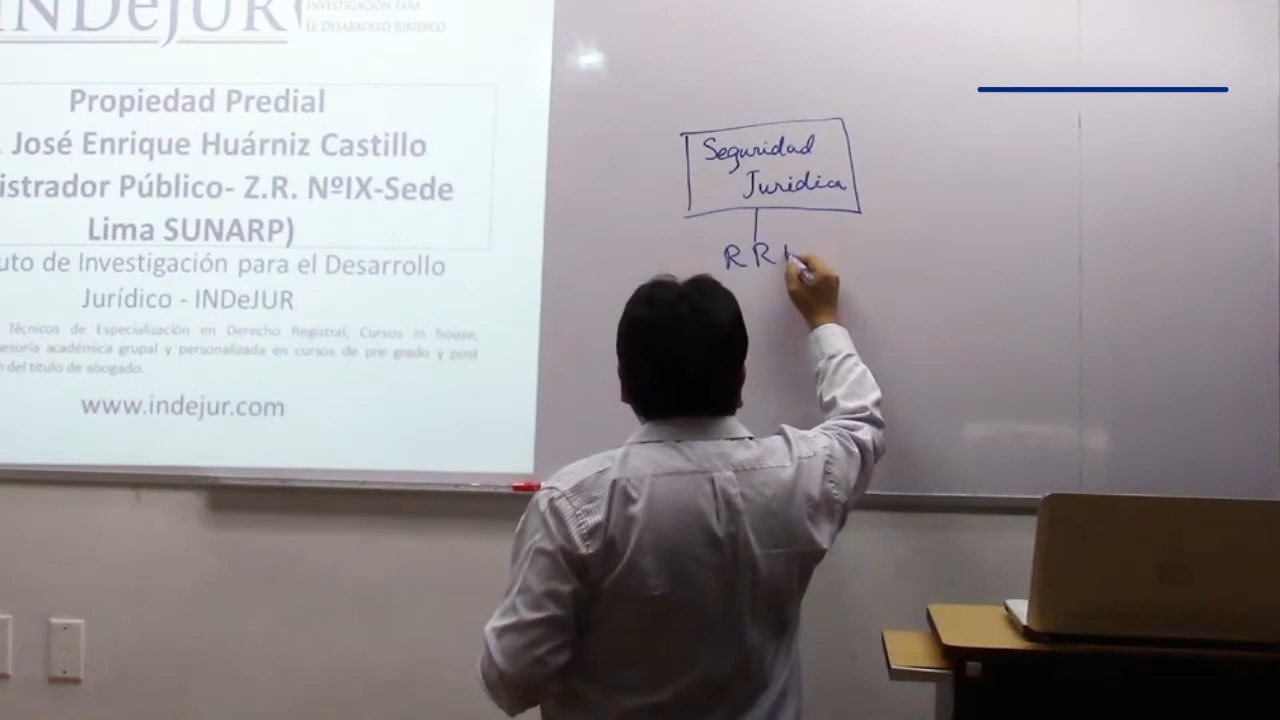 INDeJUR
INVESTIGACIÓN PARA
EL DESARROLLO JURÍDICO
Propiedad Predial
. José Enrique Huárniz Castillo
istrador Público- Z.R. NºIX-Sede
Lima SUNARP)
uto de Investigación para el Desarrollo
Jurídico - INDeJUR
Técnicos de Especialización en Derecho Registral, Cursos in house,
esoría académica grupal y personalizada en cursos de pre grado y post
n del titulo de abogado.
www.indejur.com
Seguridad
Juridica
R R